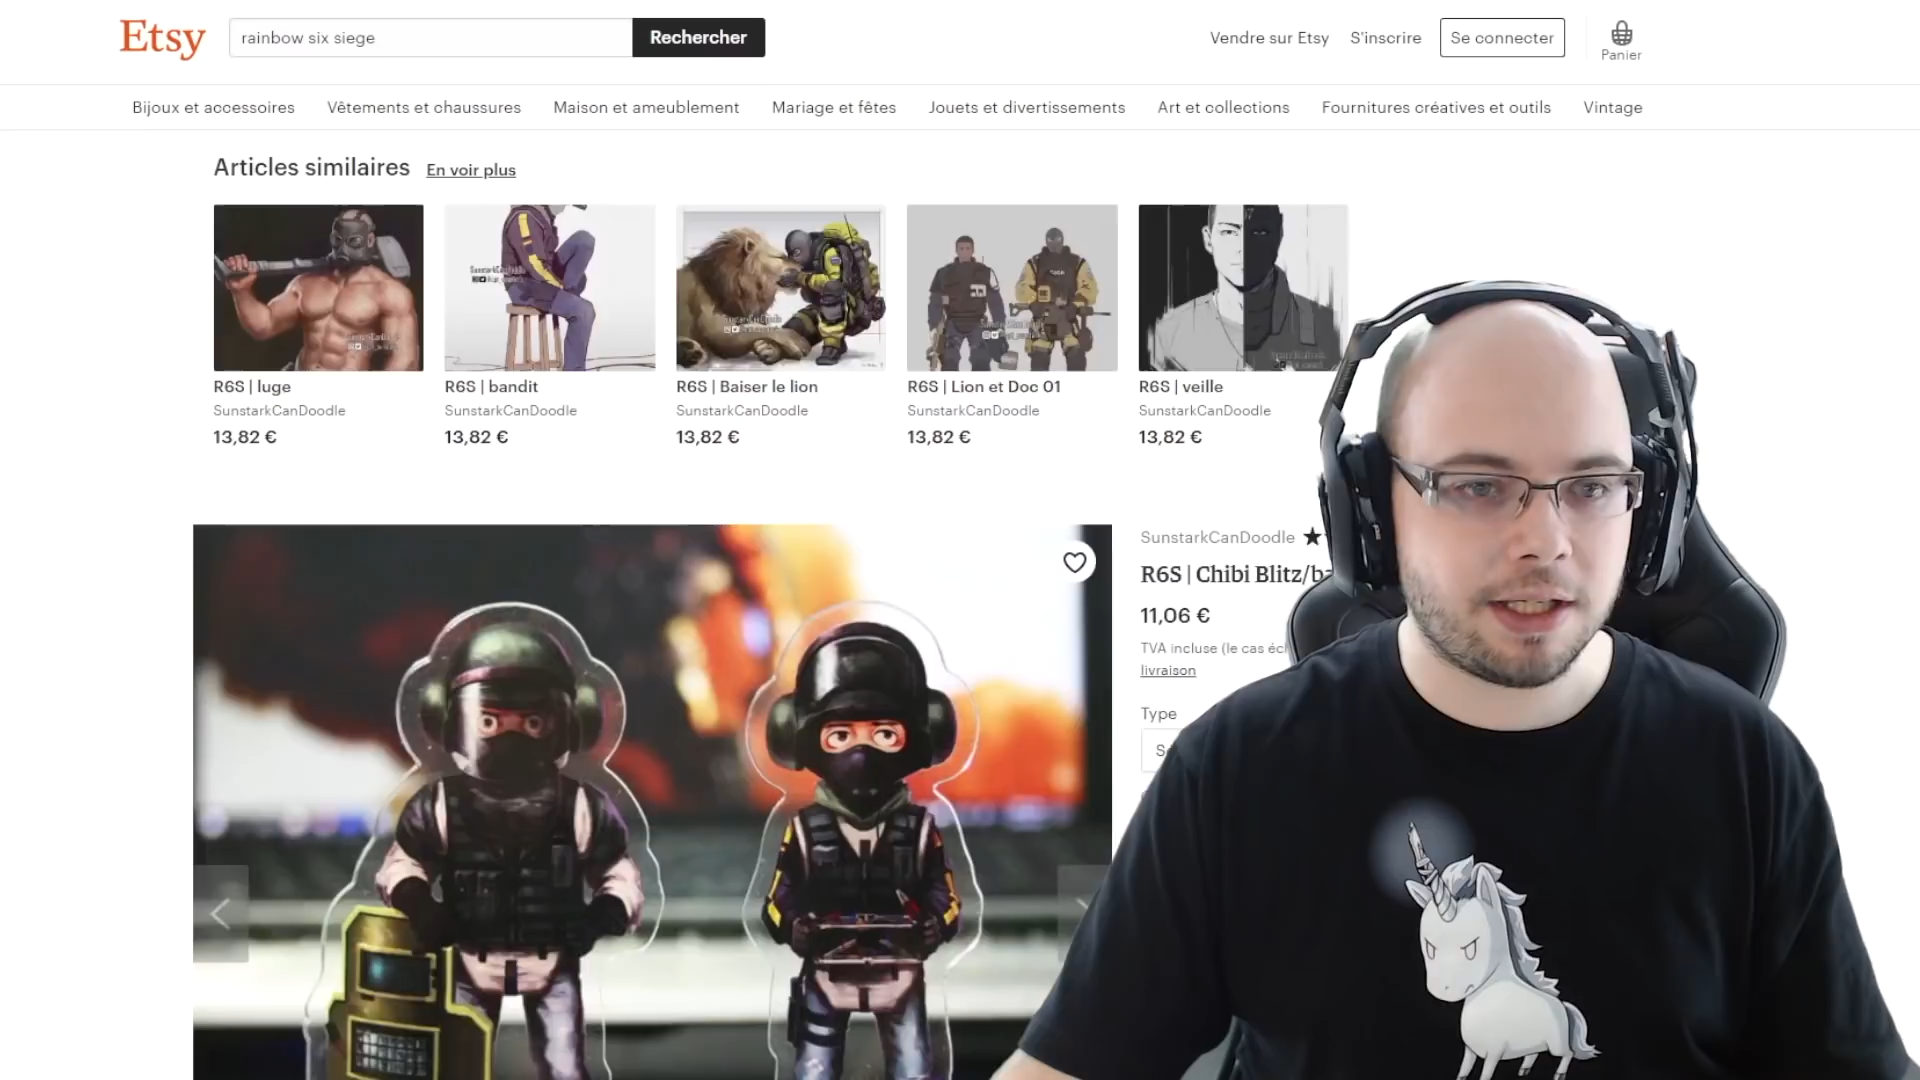 Etsy
rainbow six siege
Rechercher
Vendre sur Etsy
S'inscrire
Se connecter
Panier
Bijoux et accessoires
Vêtements et chaussures
Maison et ameublement
Mariage et fêtes
Jouets et divertissements
Art et collections
Fournitures créatives et outils
Vintage
Articles similaires
En voir plus
R6S | luge
SunstarkCanDoodle
13,82 €
R6S | bandit
SunstarkCanDoodle
13,82 €
R6S | Baiser le lion
SunstarkCanDoodle
13,82 €
R6S | Lion et Doc 01
SunstarkCanDoodle
13,82 €
R6S | veille
SunstarkCanDoodle
13,82 €
SunstarkCanDoodle
R6S | Chibi Blitz/
11,06 €
TVA incluse (le cas
livraison
Type